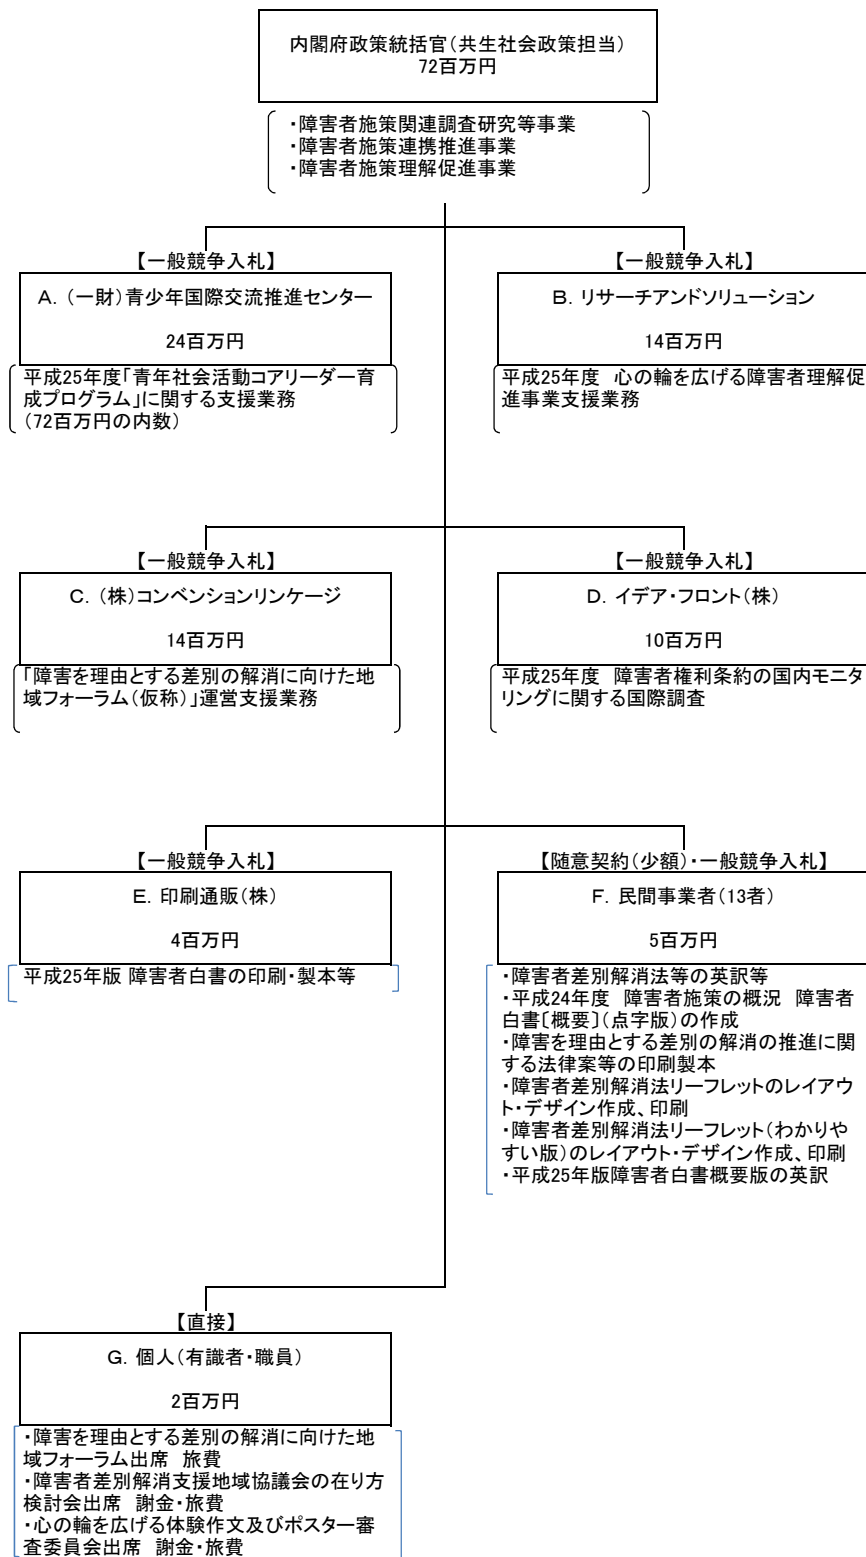 内閣府政策統括官(共生社会政策担当)
72百万円
・障害者施策関連調査研究等事業
・障害者施策連携推進事業
・障害者施策理解促進事業
【一般競争入札】
A. (一財)青少年国際交流推進センター
24百万円
平成25年度「青年社会活動コアリーダー育
成プログラム」に関する支援業務
(72百万円の内数)
【一般競争入札】
B. リサーチアンドソリューション
14百万円
平成25年度 心の輪を広げる障害者理解促
進事業支援業務
【一般競争入札】
C. (株)コンベンションリンケージ
14百万円
「障害を理由とする差別の解消に向けた地
域フォーラム(仮称)」運営支援業務
【一般競争入札】
D. イデア・フロント(株)
10百万円
平成25年度 障害者権利条約の国内モニタ
リングに関する国際調査
【一般競争入札】
E. 印刷通販(株)
4百万円
平成25年版 障害者白書の印刷・製本等
【随意契約(少額)・一般競争入札】
F. 民間事業者(13者)
5百万円
・障害者差別解消法等の英訳等
・平成24年度 障害者施策の概況 障害者
白書〔概要〕(点字版)の作成
・障害を理由とする差別の解消の推進に関
する法律案等の印刷製本
・障害者差別解消法リーフレットのレイアウ
ト・デザイン作成、印刷
・障害者差別解消法リーフレット(わかりや
すい版)のレイアウト・デザイン作成、印刷
・平成25年版障害者白書概要版の英訳
【直接】
G. 個人(有識者・職員)
2百万円
・障害を理由とする差別の解消に向けた地
域フォーラム出席 旅費
・障害者差別解消支援地域協議会の在り方
検討会出席 謝金・旅費
・心の輪を広げる体験作文及びポスター審
査委員会出席 謝金・旅費